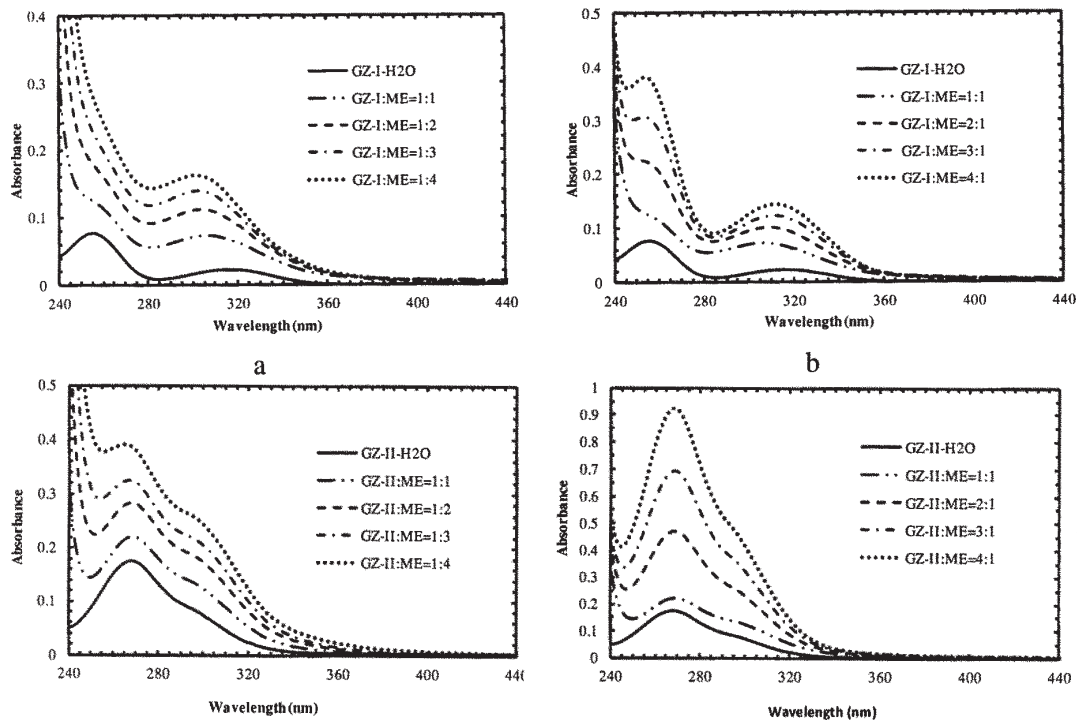 0.4
0.3
0.2
0.1
0
Absorbance
240
280
320
360
400
440
Wavelength (nm)
GZ-I-H2O
GZ-I:ME=1:1
GZ-I:ME=1:2
GZ-I:ME=1:3
GZ-I:ME=1:4
a
0.5
0.4
0.3
0.2
0.1
0
Absorbance
240
280
320
360
400
440
Wavelength (nm)
GZ-I-H2O
GZ-I:ME=1:1
GZ-I:ME=2:1
GZ-I:ME=3:1
GZ-I:ME=4:1
b
0.5
0.4
0.3
0.2
0.1
0
Absorbance
240
280
320
360
400
44(
Wavelength (nm)
GZ-II-H2O
GZ-II:ME=1:1
GZ-II:ME=1:2
GZ-II:ME=1:3
GZ-II:ME=1:4
1
0.9
0.8
0.7
0.6
0.5
0.4
0.3
0.2
0.1
0
Absorbance
240
280
320
360
400
440
Wavelength (nm)
GZ-II-H2O
GZ-II:ME=1:1
GZ-II:ME=2:1
GZ-II:ME=3:1
GZ-II:ME=4:1